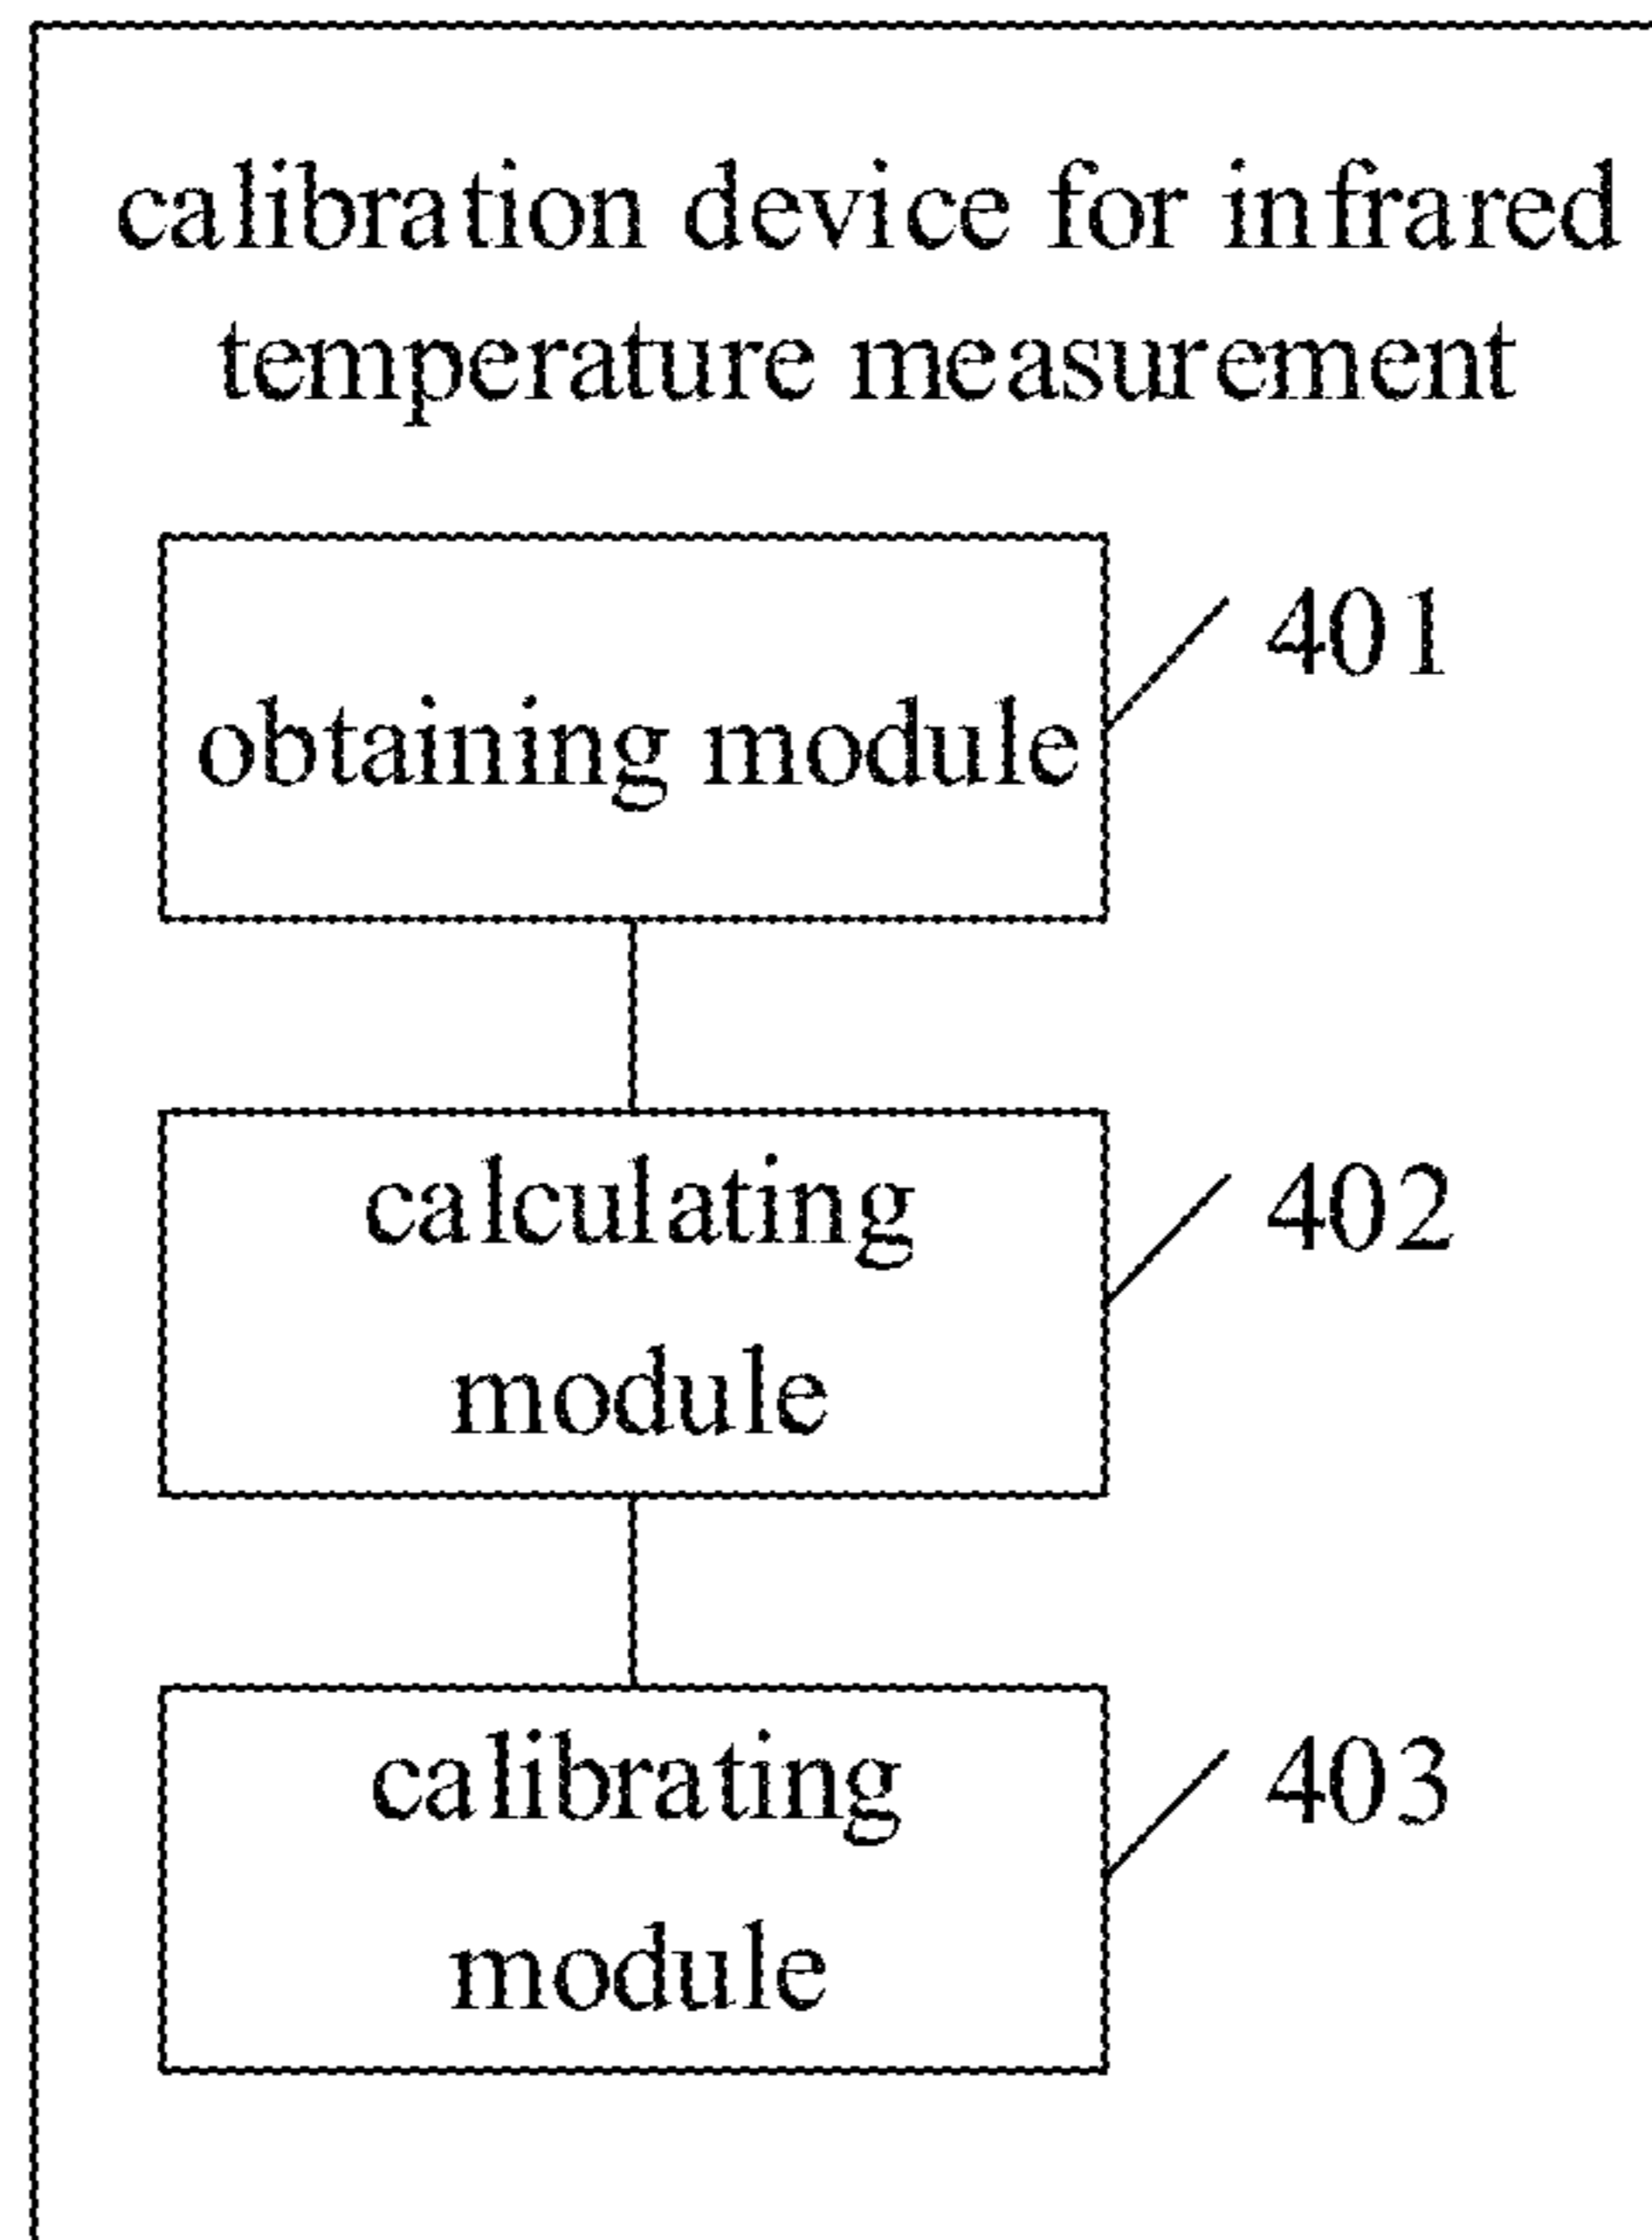 calibration device for infrared
temperature measurement
401
obtaining module
402
calculating
module
403
calibrating
module